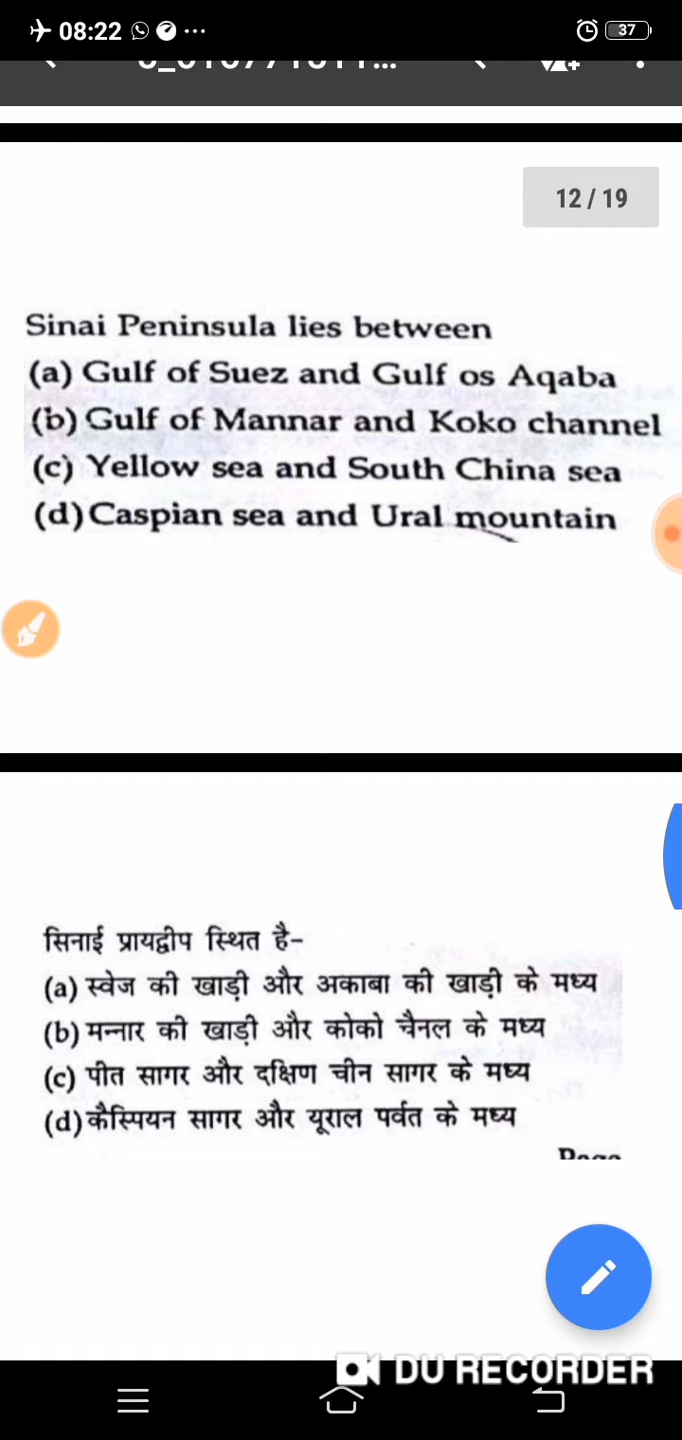 08:22
37
12 / 19
Sinai Peninsula lies between
(a) Gulf of Suez and Gulf os Aqaba
(b) Gulf of Mannar and Koko channel
(c) Yellow sea and South China sea
(d) Caspian sea and Ural mountain
सिनाई प्रायद्वीप स्थित है-
(a) स्वेज की खाड़ी और अकाबा की खाड़ी के मध्य
(b) मन्नार की खाड़ी और कोको चैनल के मध्य
(c) पीत सागर और दक्षिण चीन सागर के मध्य
(d) कैस्पियन सागर और यूराल पर्वत के मध्य
DU RECORDER